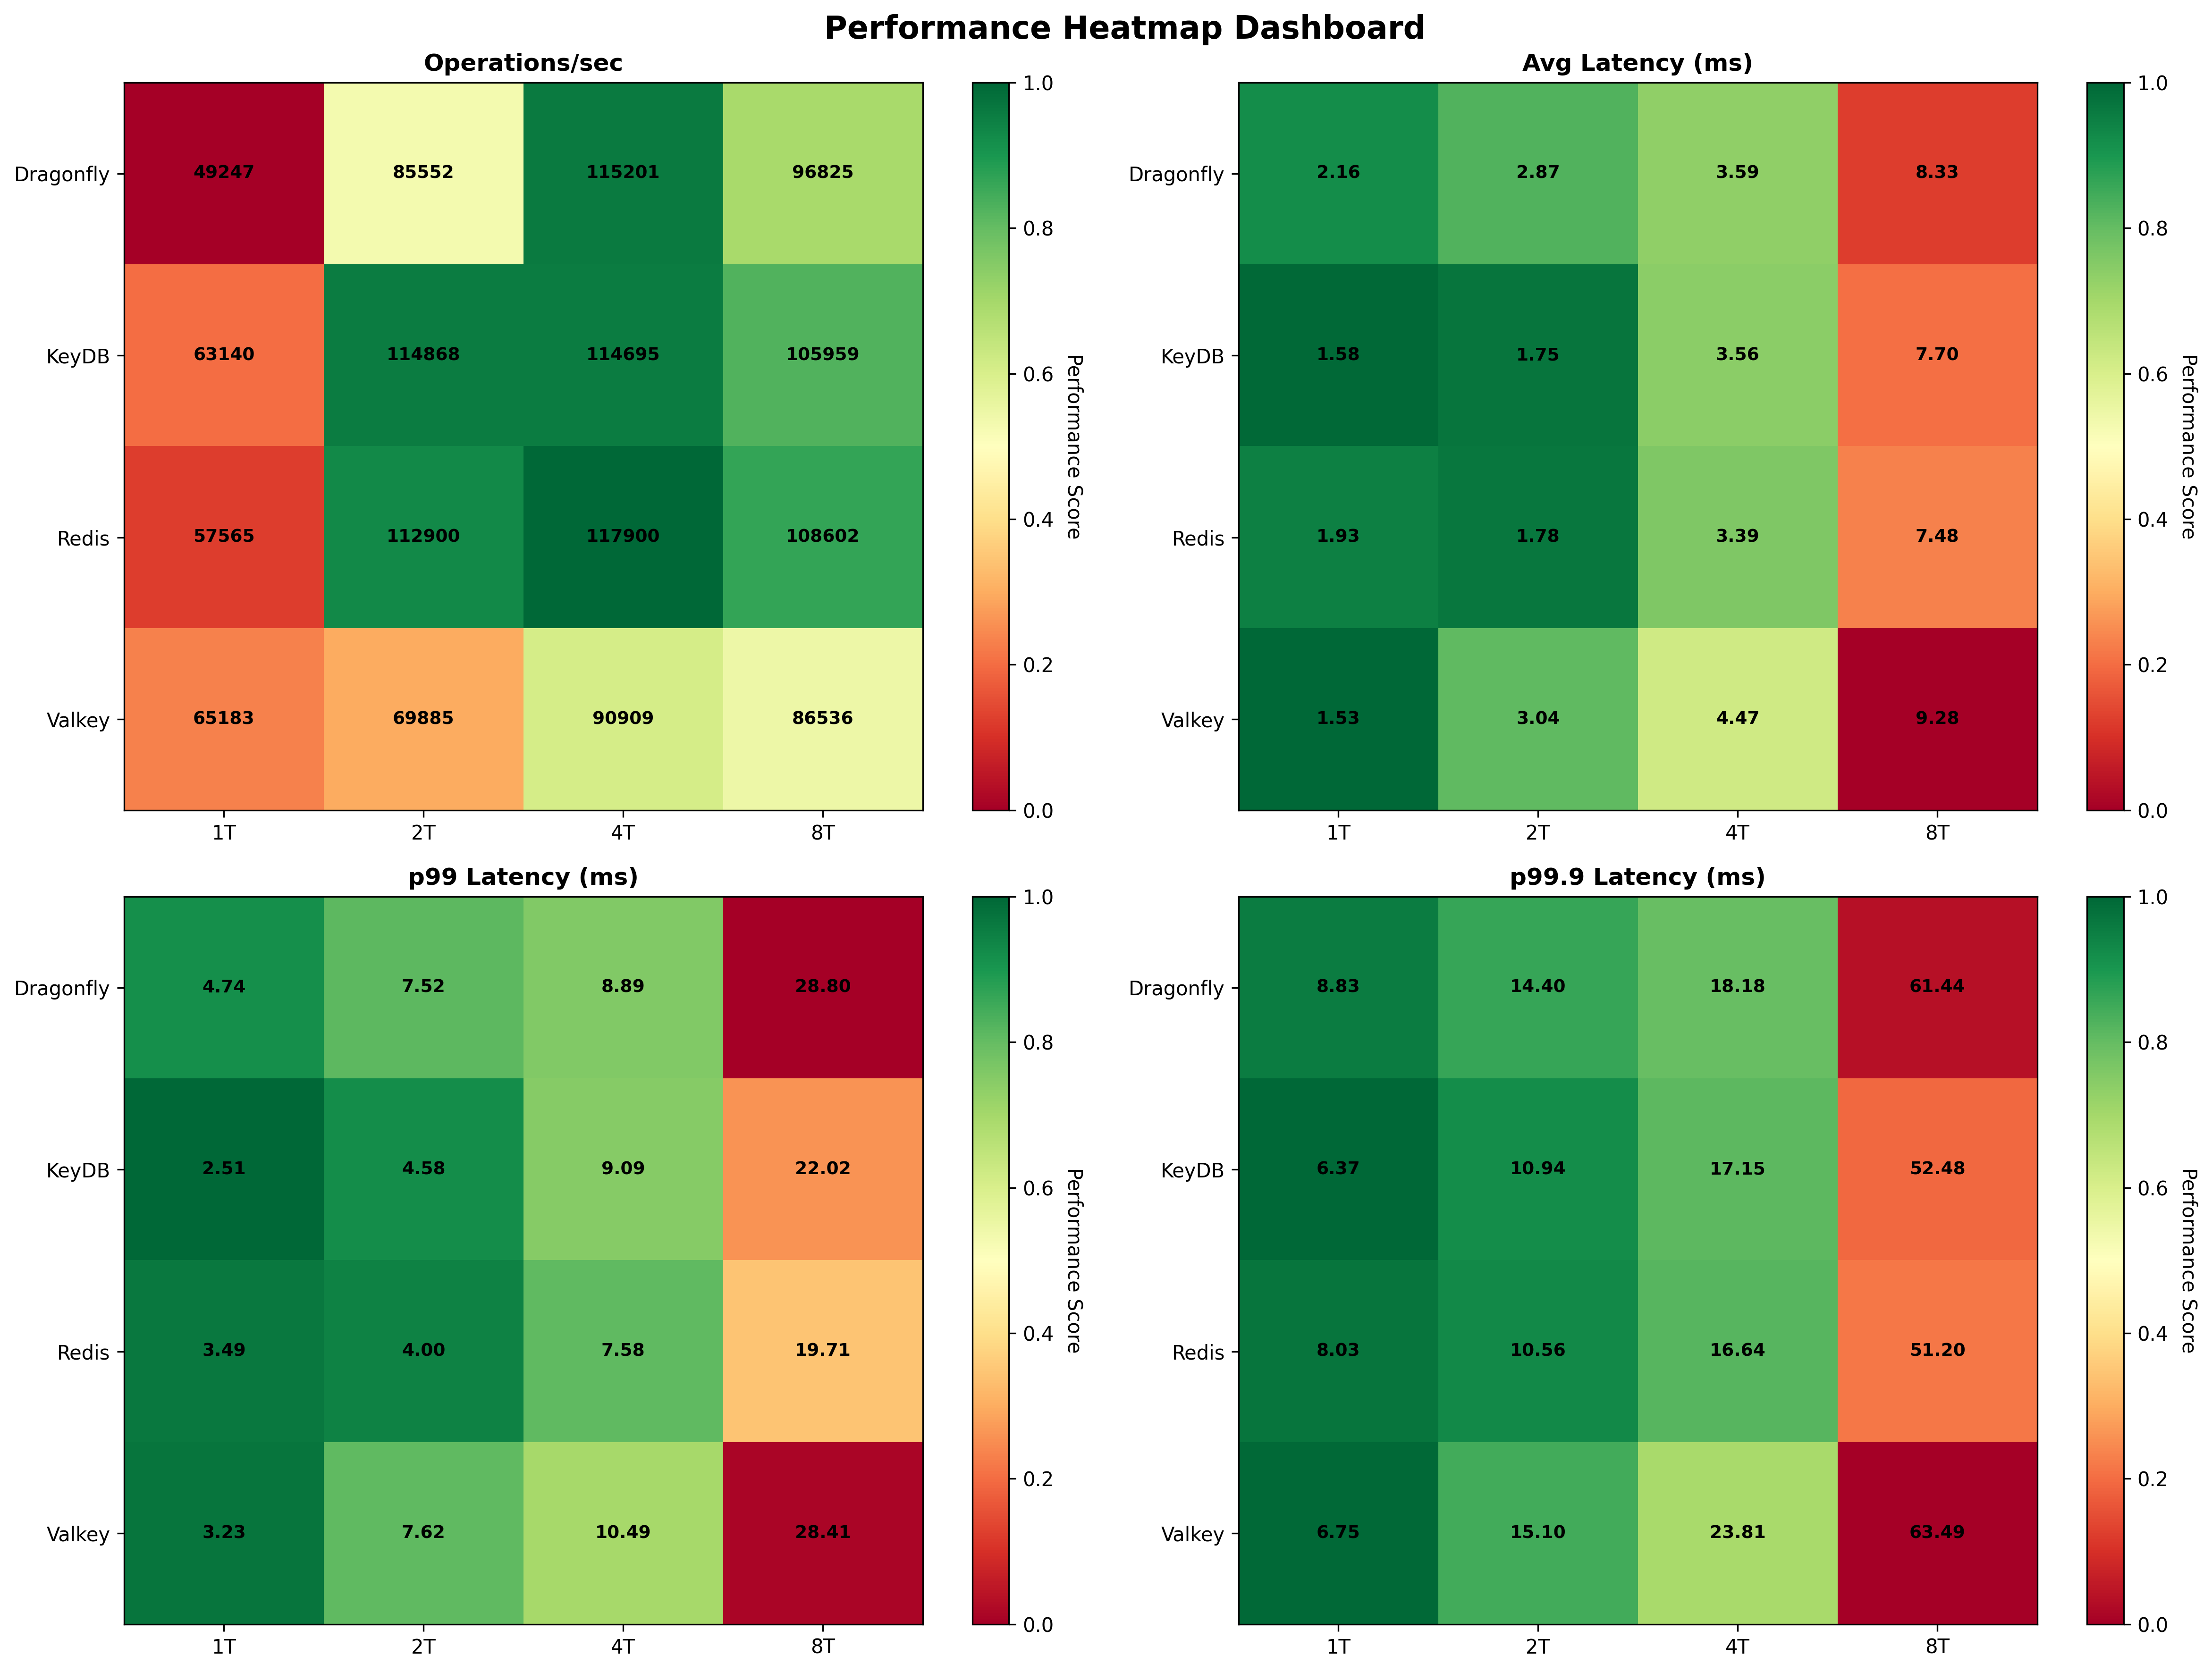 Performance Heatmap Dashboard
Operations/sec
Dragonfly 49247 85552 115201 96825
KeyDB 63140 114868 114695 105959
Redis 57565 112900 117900 108602
Valkey 65183 69885 90909 86536
1T 2T 4T 8T
1.0
0.8
0.6
0.4
0.2
0.0
Performance Score
Avg Latency (ms)
Dragonfly 2.16 2.87 3.59 8.33
KeyDB 1.58 1.75 3.56 7.70
Redis 1.93 1.78 3.39 7.48
Valkey 1.53 3.04 4.47 9.28
1T 2T 4T 8T
1.0
0.8
0.6
0.4
0.2
0.0
Performance Score
p99 Latency (ms)
Dragonfly 4.74 7.52 8.89 28.80
KeyDB 2.51 4.58 9.09 22.02
Redis 3.49 4.00 7.58 19.71
Valkey 3.23 7.62 10.49 28.41
1T 2T 4T 8T
1.0
0.8
0.6
0.4
0.2
0.0
Performance Score
p99.9 Latency (ms)
Dragonfly 8.83 14.40 18.18 61.44
KeyDB 6.37 10.94 17.15 52.48
Redis 8.03 10.56 16.64 51.20
Valkey 6.75 15.10 23.81 63.49
1T 2T 4T 8T
1.0
0.8
0.6
0.4
0.2
0.0
Performance Score